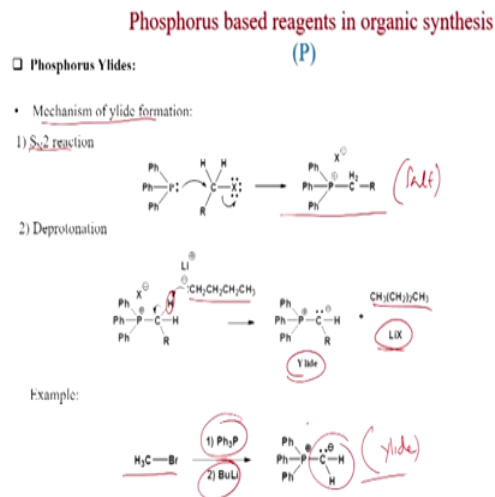 Phosphorus based reagents in organic synthesis
(P)
Phosphorus Ylides:
• Mechanism of ylide formation:
1) SN2 reaction
H H X⊖
Ph Ph
Ph—P: C—X: Ph—P⊕—C—R (Salt)
H2
Ph R Ph
2) Deprotonation
Li⊕
X⊖ ⊖:CH2CH2CH2CH3
Ph H Ph CH3(CH2)2CH3
Ph—P⊕—C—H Ph—P⊕—C⊖—H •
Ph R Ph R LiX
Ylide
Example:
1) Ph3P Ph
H3C—Br Ph—P⊕—C⊖—H (Ylide)
2) BuLi Ph H